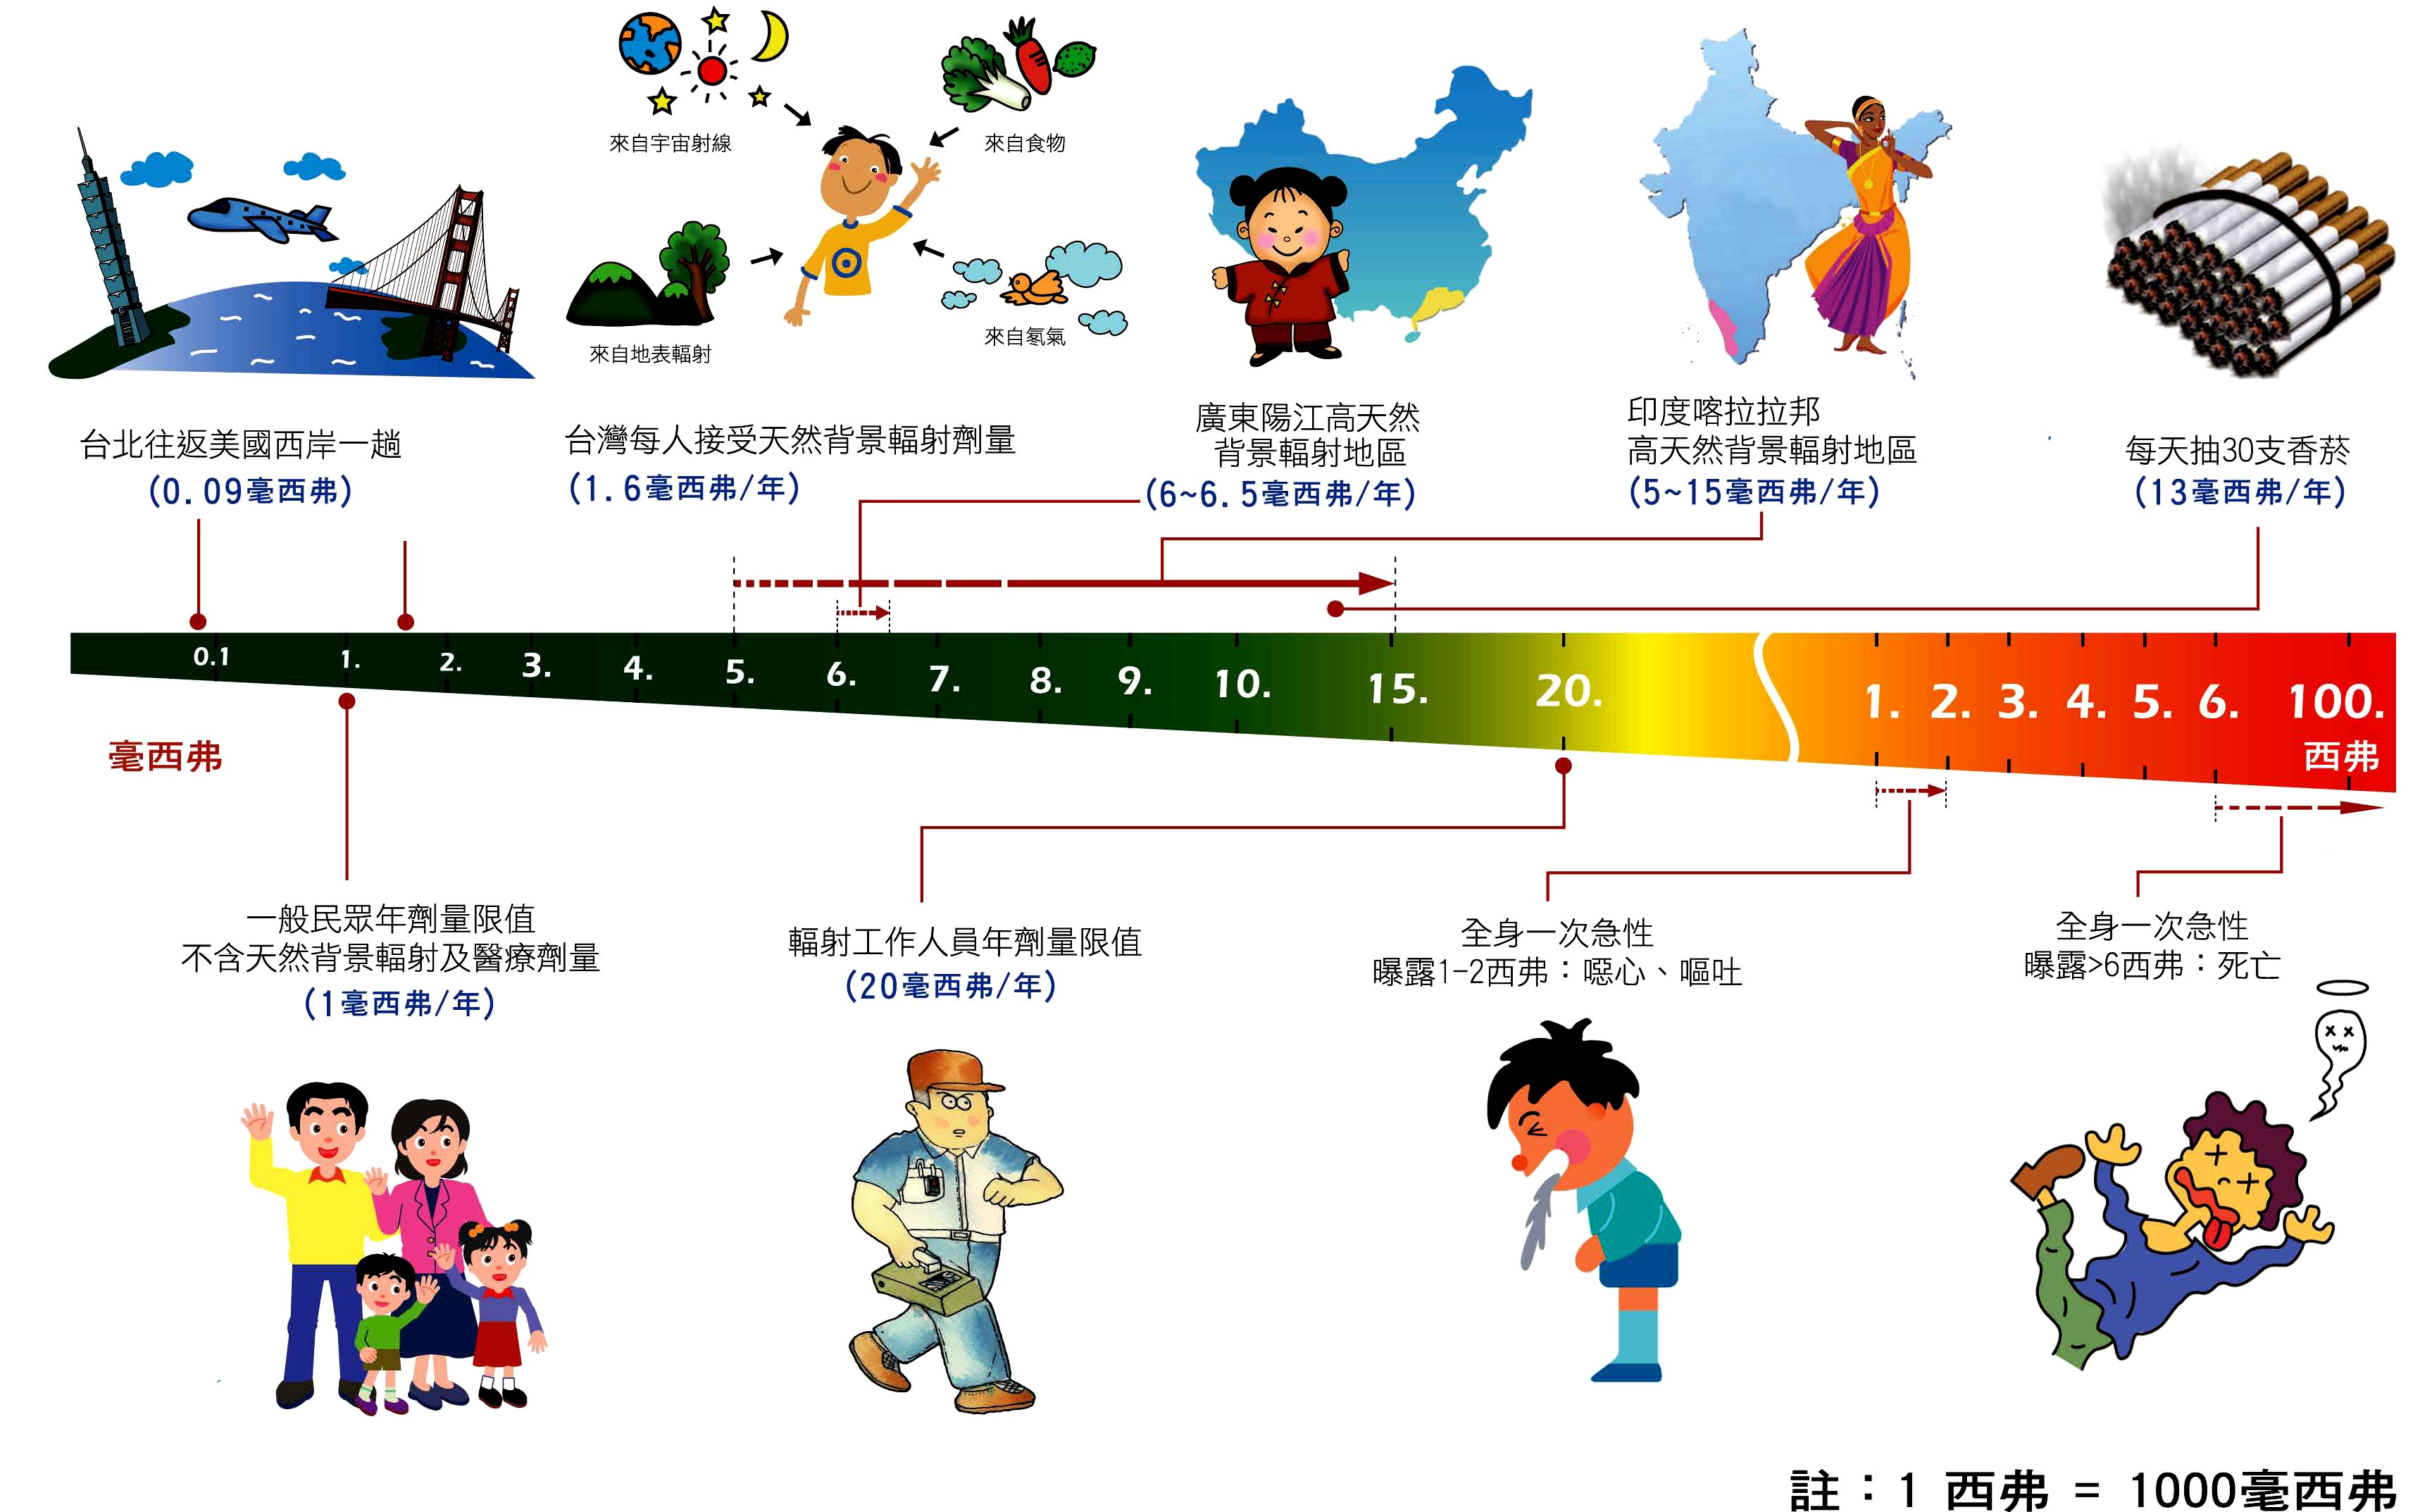 來自宇宙射線
來自食物
來自地表輻射
來自氡氣
台北往返美國西岸一趟
(0.09毫西弗)
台灣每人接受天然背景輻射劑量
(1.6毫西弗/年)
廣東陽江高天然
背景輻射地區
(6~6.5毫西弗/年)
印度喀拉拉邦
高天然背景輻射地區
(5~15毫西弗/年)
每天抽30支香菸
(13毫西弗/年)
0.1 1. 2. 3. 4. 5. 6. 7. 8. 9. 10. 15. 20. 1. 2. 3. 4. 5. 6. 100.
毫西弗
西弗
一般民眾年劑量限值
不含天然背景輻射及醫療劑量
(1毫西弗/年)
輻射工作人員年劑量限值
(20毫西弗/年)
全身一次急性
曝露1-2西弗：噁心、嘔吐
全身一次急性
曝露>6西弗：死亡
註：1 西弗 = 1000毫西弗